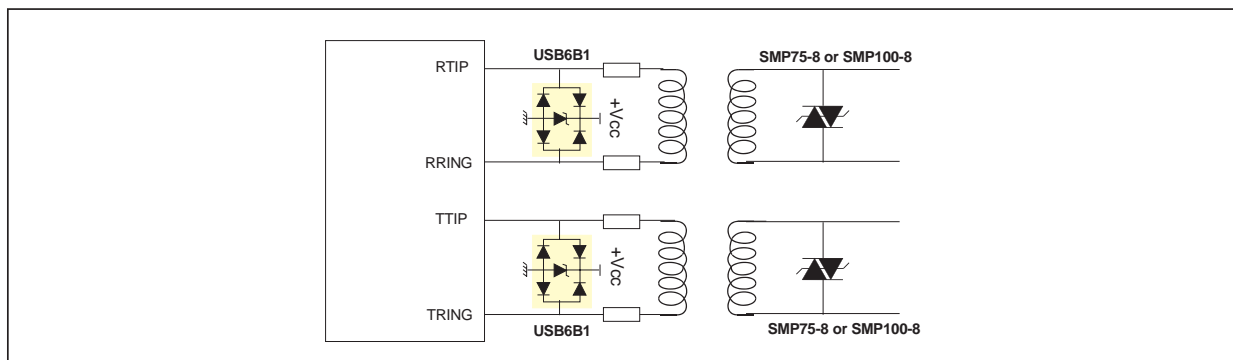 USB6B1
SMP75-8 or SMP100-8
RTIP
+Vcc
RRING
TTIP
+Vcc
TRING
USB6B1
SMP75-8 or SMP100-8